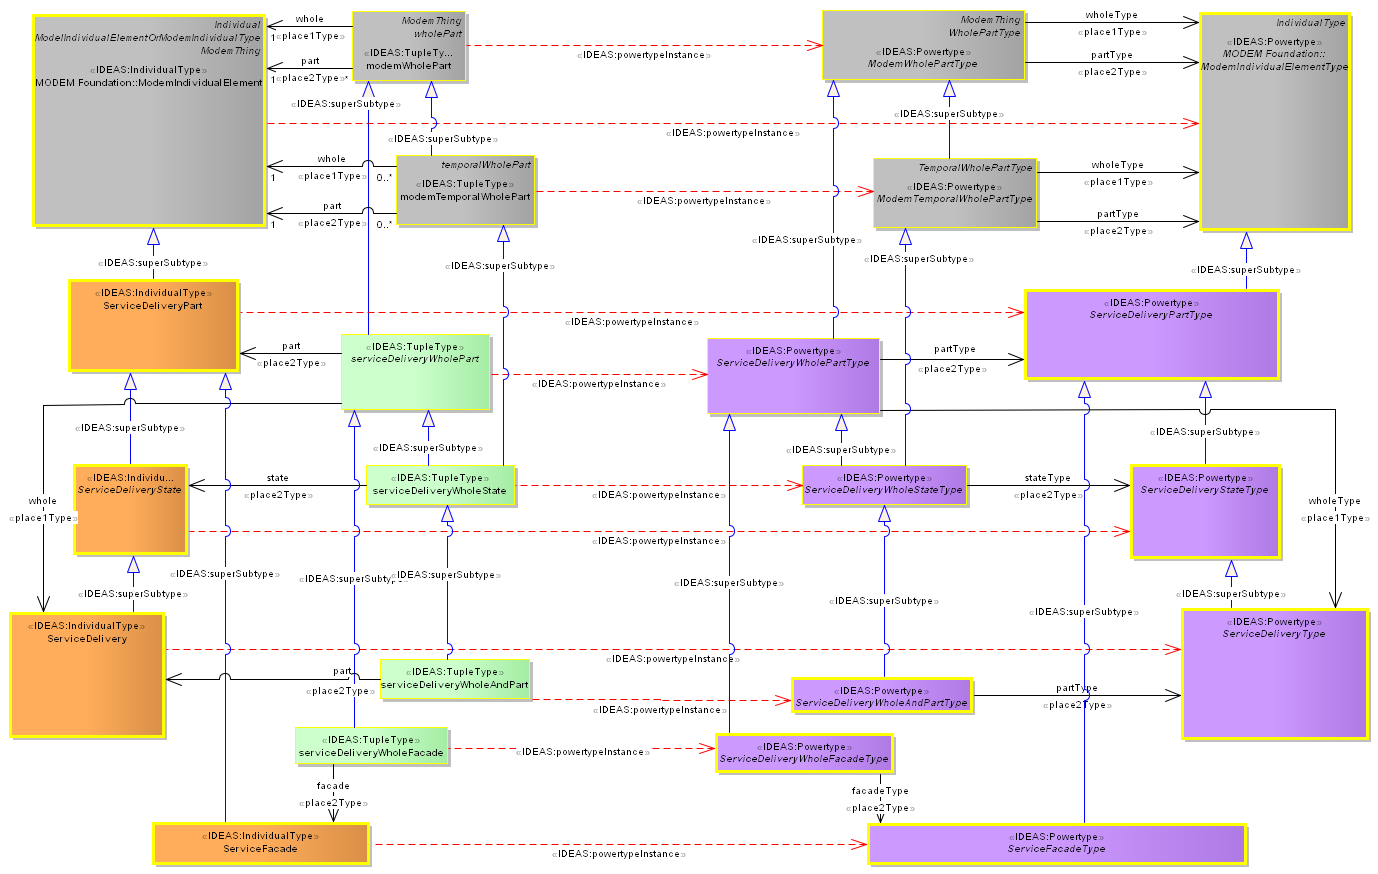 Individual
ModelIndividualElementOrModemIndividualType
ModemThing
«IDEAS:IndividualType»
MODEM Foundation::ModemIndividualElement
whole
«place1Type»
1
part
«place2Type»
*
1
ModemThing
wholePart
«IDEAS:TupleTy...
modemWholePart
«IDEAS:powertypeInstance»
ModemThing
WholePartType
«IDEAS:Powertype»
ModemWholePartType
wholeType
«place1Type»
partType
«place2Type»
IndividualType
«IDEAS:Powertype»
MODEM Foundation::
ModemIndividualElementType
«IDEAS:superSubtype»
«IDEAS:superSubtype»
«IDEAS:superSubtype»
«IDEAS:powertypeInstance»
whole
«place1Type»
1
0..*
part
«place2Type»
1
0..*
temporalWholePart
«IDEAS:TupleType»
modemTemporalWholePart
«IDEAS:powertypeInstance»
TemporalWholePartType
«IDEAS:Powertype»
ModemTemporalWholePartType
wholeType
«place1Type»
partType
«place2Type»
«IDEAS:superSubtype»
«IDEAS:superSubtype»
«IDEAS:superSubtype»
«IDEAS:superSubtype»
«IDEAS:superSubtype»
«IDEAS:IndividualType»
ServiceDeliveryPart
«IDEAS:powertypeInstance»
«IDEAS:Powertype»
ServiceDeliveryPartType
part
«place2Type»
«IDEAS:TupleType»
serviceDeliveryWholePart
«IDEAS:powertypeInstance»
«IDEAS:Powertype»
ServiceDeliveryWholePartType
partType
«place2Type»
«IDEAS:superSubtype»
«IDEAS:superSubtype»
«IDEAS:superSubtype»
«IDEAS:superSubtype»
«IDEAS:Individu...
ServiceDeliveryState
state
«place2Type»
«IDEAS:TupleType»
serviceDeliveryWholeState
«IDEAS:powertypeInstance»
«IDEAS:Powertype»
ServiceDeliveryWholeStateType
stateType
«place2Type»
«IDEAS:Powertype»
ServiceDeliveryStateType
whole
«place1Type»
wholeType
«place1Type»
«IDEAS:powertypeInstance»
«IDEAS:superSubtype»
«IDEAS:superSubtype»
«IDEAS:superSubty
«IDEAS:superSubtype»
«IDEAS:superSubtype»
«IDEAS:superSubtype»
«IDEAS:superSubtype»
«IDEAS:superSubtype»
«IDEAS:IndividualType»
ServiceDelivery
«IDEAS:powertypeInstance»
«IDEAS:Powertype»
ServiceDeliveryType
part
«place2Type»
«IDEAS:TupleType»
serviceDeliveryWholeAndPart
«IDEAS:powertypeInstance»
«IDEAS:Powertype»
ServiceDeliveryWholeAndPartType
partType
«place2Type»
«IDEAS:TupleType»
serviceDeliveryWholeFacade
«IDEAS:powertypeInstance»
«IDEAS:Powertype»
ServiceDeliveryWholeFacadeType
facade
«place2Type»
facadeType
«place2Type»
«IDEAS:IndividualType»
ServiceFacade
«IDEAS:powertypeInstance»
«IDEAS:Powertype»
ServiceFacadeType